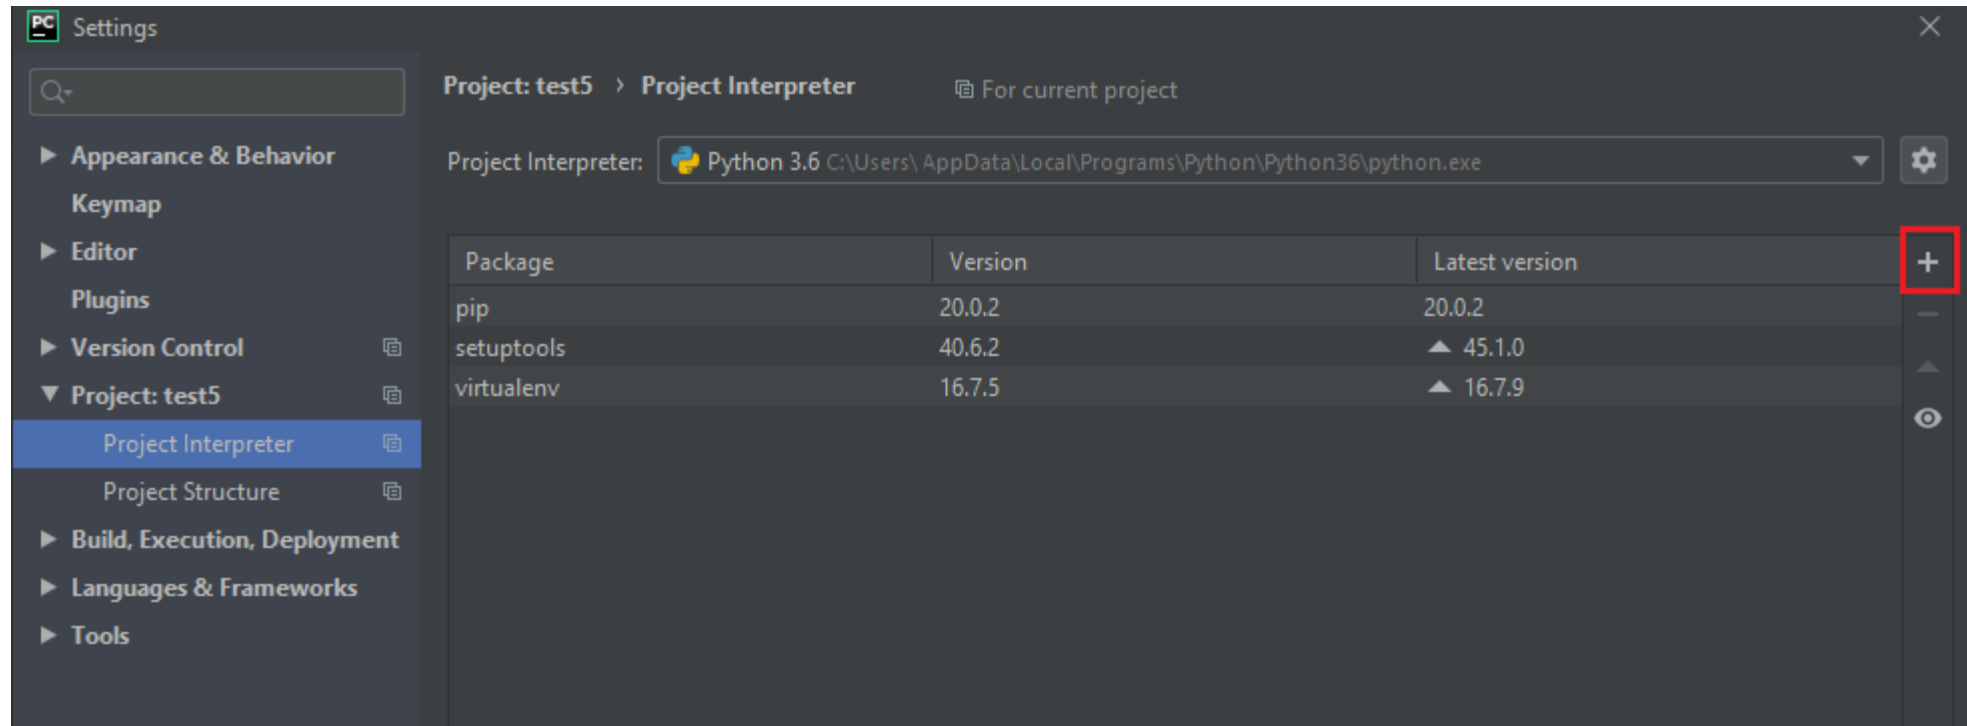 PC Settings
Appearance & Behavior
Keymap
Editor
Plugins
Version Control
Project: test5
Project Interpreter
Project Structure
Build, Execution, Deployment
Languages & Frameworks
Tools
Project: test5 › Project Interpreter For current project
Project Interpreter: Python 3.6 C:\Users\ AppData\Local\Programs\Python\Python36\python.exe
Package Version Latest version
pip 20.0.2 20.0.2
setuptools 40.6.2 45.1.0
virtualenv 16.7.5 16.7.9